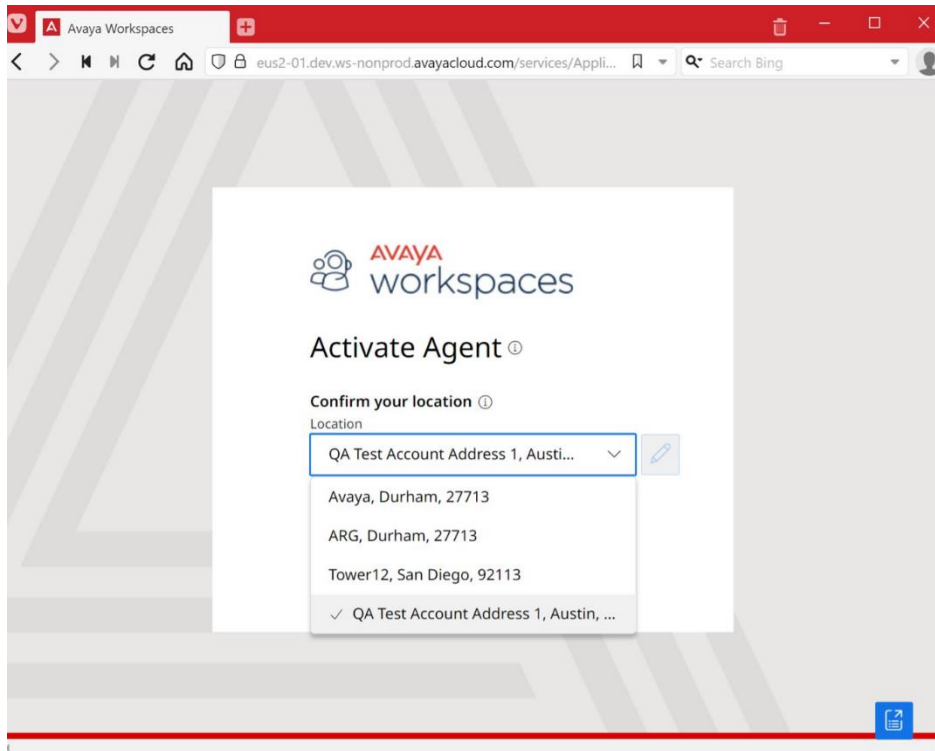 Avaya Workspaces
eus2-01.dev.ws-nonprod.avayacloud.com/services/Appli...
Search Bing
AVAYA
workspaces
Activate Agent
Confirm your location
Location
QA Test Account Address 1, Austi...
Avaya, Durham, 27713
ARG, Durham, 27713
Tower12, San Diego, 92113
QA Test Account Address 1, Austin, ...